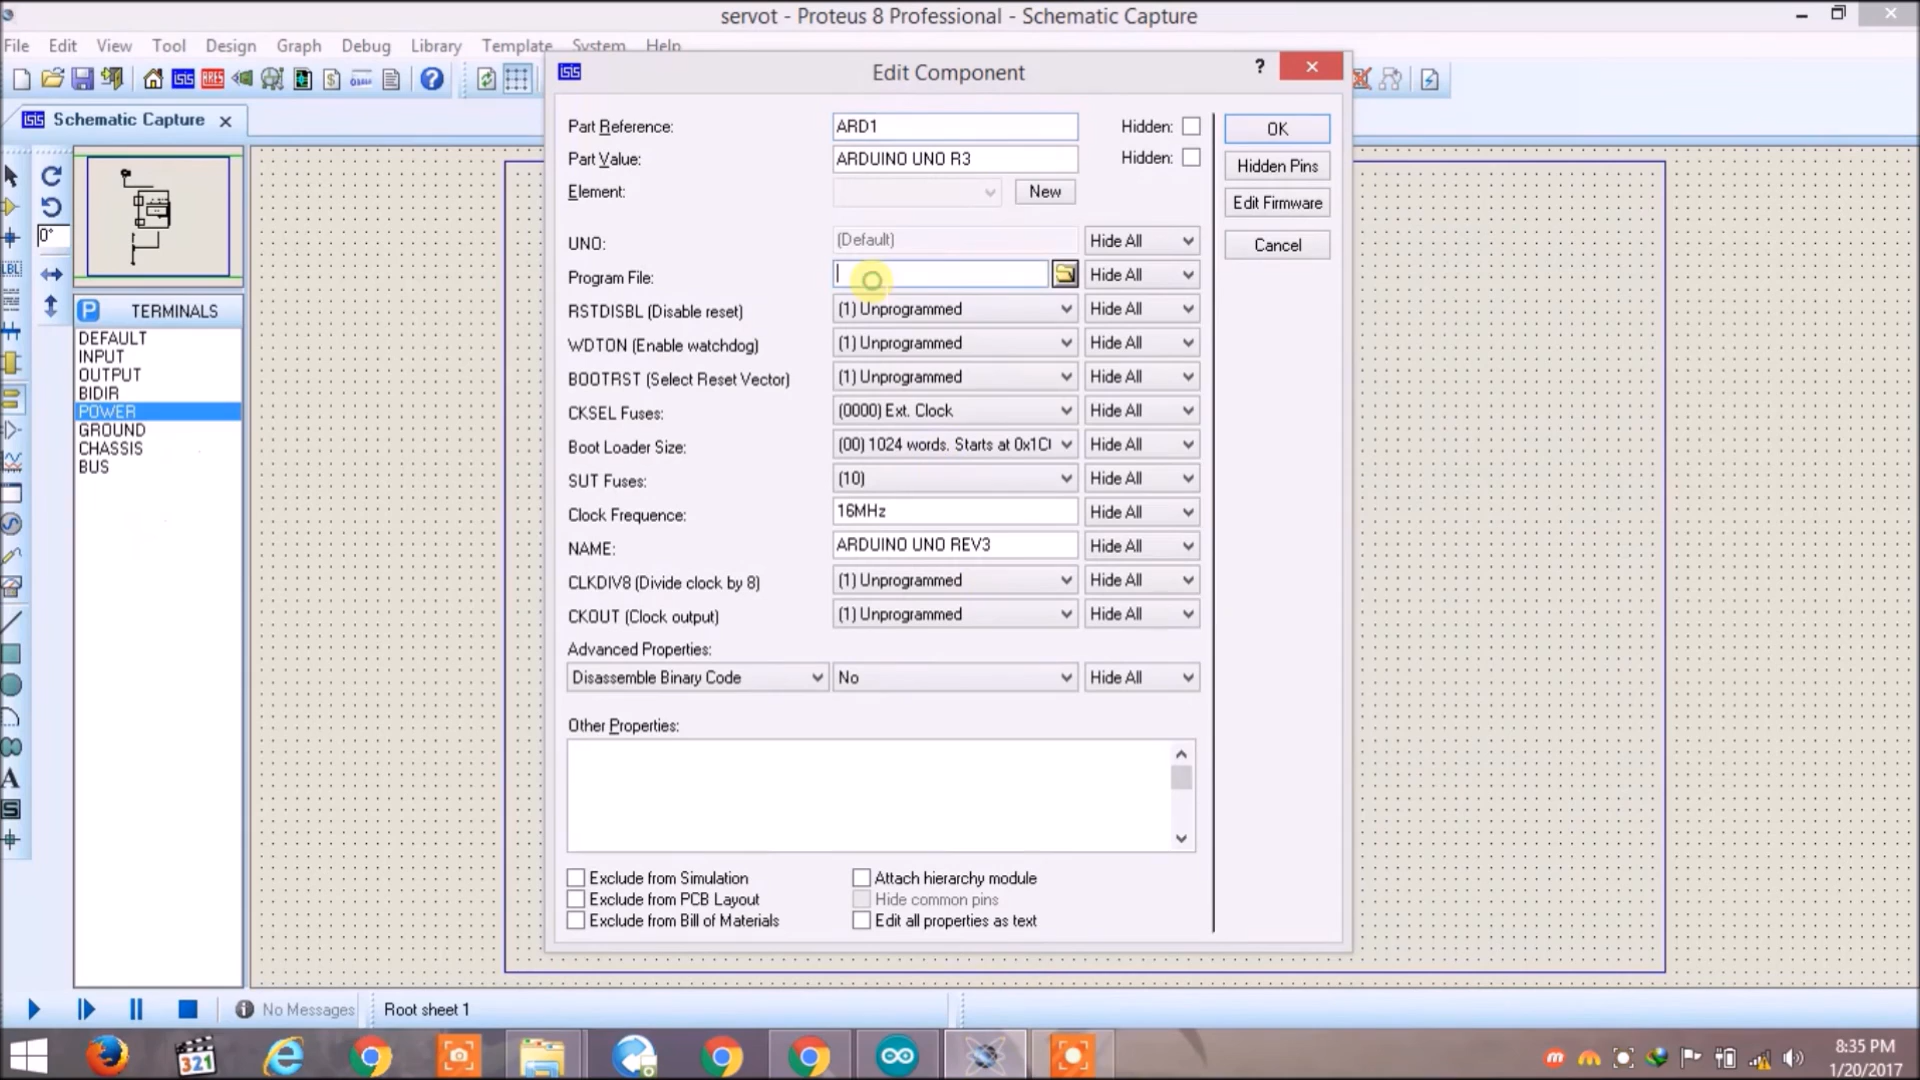 servot - Proteus 8 Professional - Schematic Capture
File Edit View Tool Design Graph Debug Library Template System Help
Schematic Capture
Edit Component
Part Reference: ARD1 Hidden: OK
Part Value: ARDUINO UNO R3 Hidden: Hidden Pins
Element: New Edit Firmware
UNO: (Default) Hide All Cancel
Program File: Hide All
RSTDISBL (Disable reset) (1) Unprogrammed Hide All
WDTON (Enable watchdog) (1) Unprogrammed Hide All
BOOTRST (Select Reset Vector) (1) Unprogrammed Hide All
CKSEL Fuses: (0000) Ext. Clock Hide All
Boot Loader Size: (00) 1024 words. Starts at 0x1C Hide All
SUT Fuses: (10) Hide All
Clock Frequency: 16MHz Hide All
NAME: ARDUINO UNO REV3 Hide All
CLKDIV8 (Divide clock by 8) (1) Unprogrammed Hide All
CKOUT (Clock output) (1) Unprogrammed Hide All
Advanced Properties:
Disassemble Binary Code No Hide All
Other Properties:
Exclude from Simulation Attach hierarchy module
Exclude from PCB Layout Hide common pins
Exclude from Bill of Materials Edit all properties as text
0°
LBL
P TERMINALS
DEFAULT
INPUT
OUTPUT
BIDIR
POWER
GROUND
CHASSIS
BUS
A
S
No Messages Root sheet 1
321
8:35 PM
1/20/2017